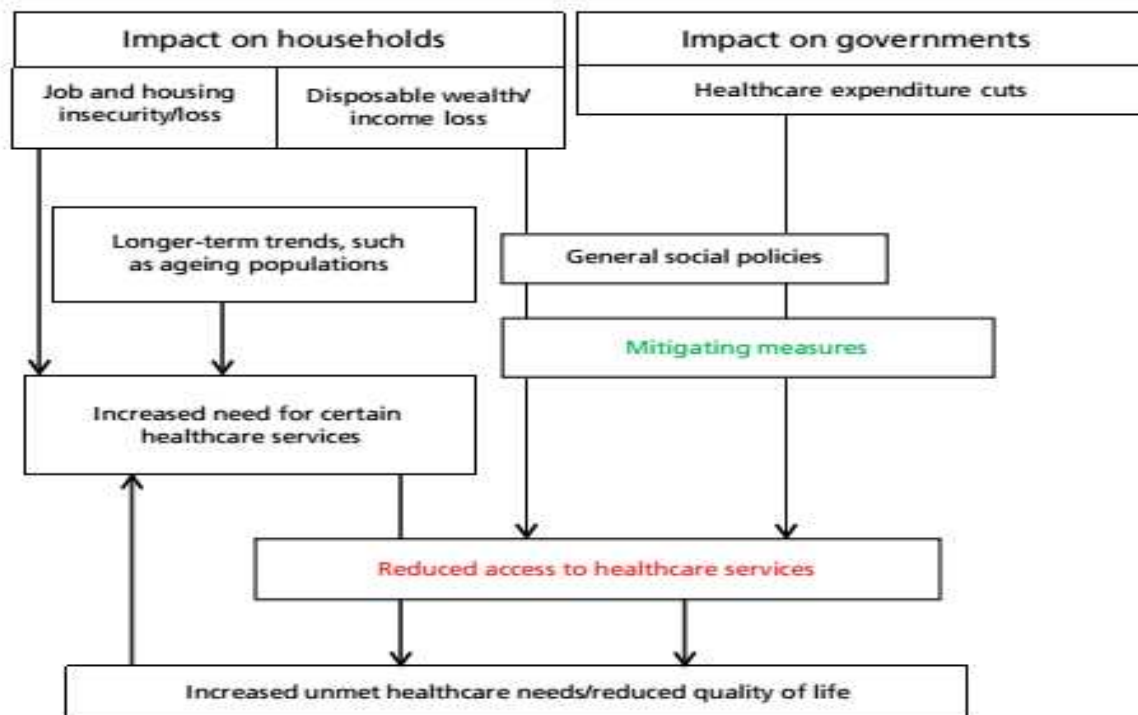 Impact on households
Job and housing
insecurity/loss
Disposable wealth/
income loss
Impact on governments
Healthcare expenditure cuts
Longer-term trends, such
as ageing populations
General social policies
Mitigating measures
Increased need for certain
healthcare services
Reduced access to healthcare services
Increased unmet healthcare needs/reduced quality of life